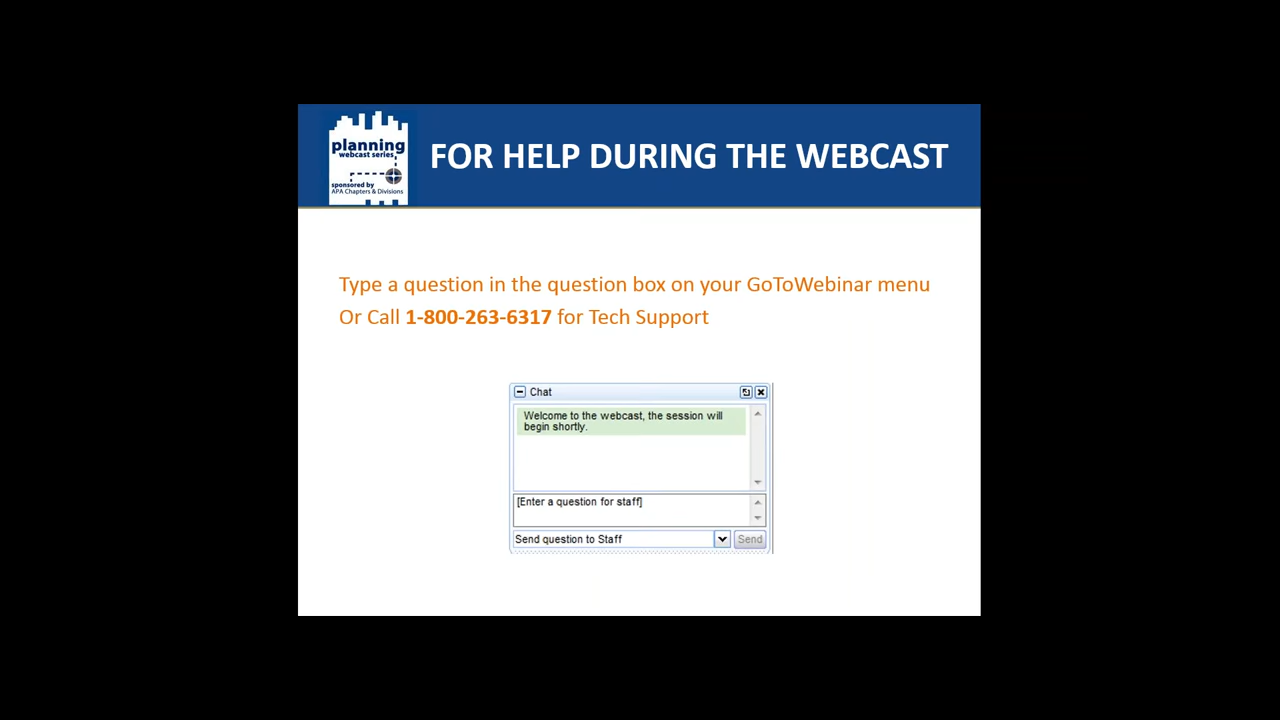 planning
webcast series
sponsored by
APA Chapters & Divisions
FOR HELP DURING THE WEBCAST
Type a question in the question box on your GoToWebinar menu
Or Call 1-800-263-6317 for Tech Support
Chat
Welcome to the webcast, the session will
begin shortly.
[Enter a question for staff]
Send question to Staff
Send